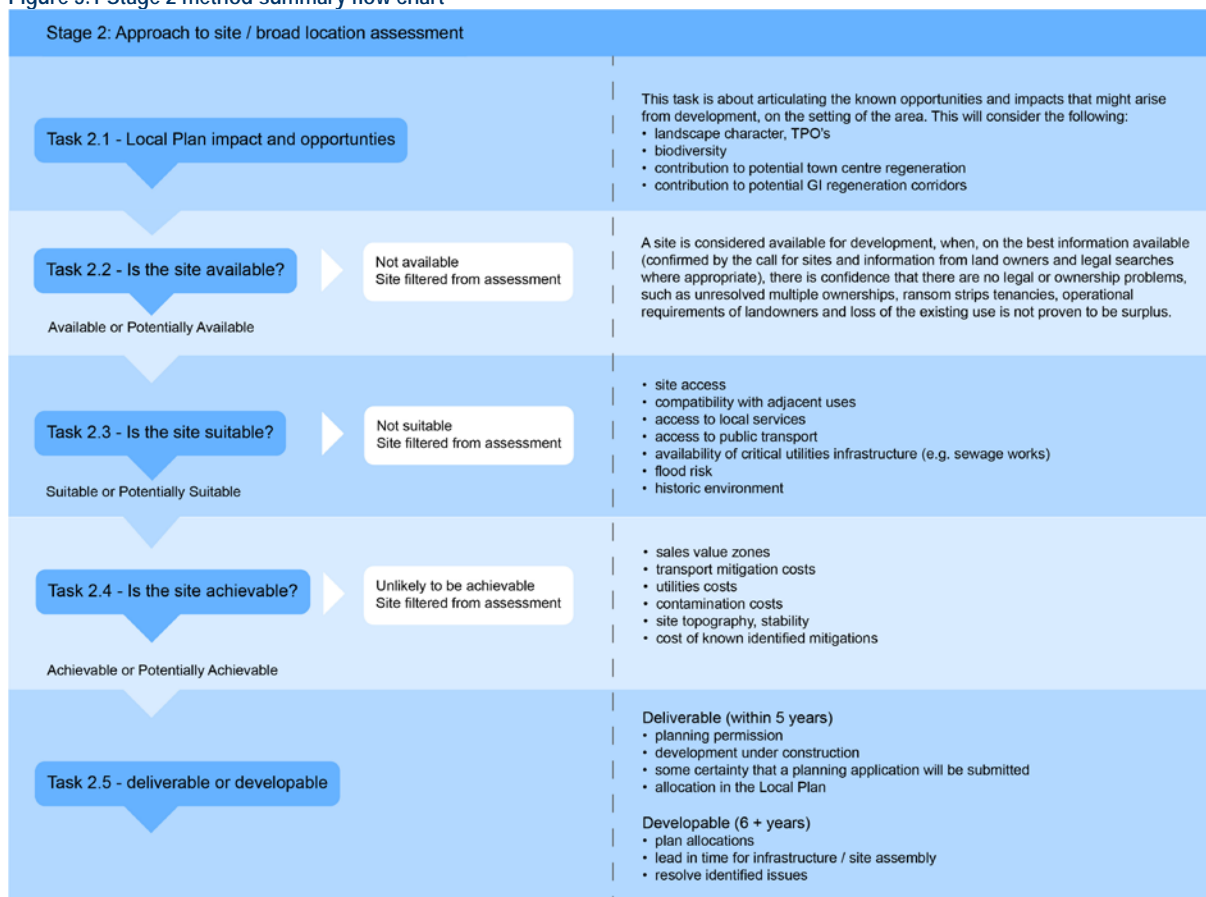 Figure 3.1 Stage 2 method summary flow chart
Stage 2: Approach to site / broad location assessment
Task 2.1 - Local Plan impact and opportunties
This task is about articulating the known opportunities and impacts that might arise
from development, on the setting of the area. This will consider the following:
• landscape character, TPO's
• biodiversity
• contribution to potential town centre regeneration
• contribution to potential GI regeneration corridors
Task 2.2 - Is the site available?
Not available
Site filtered from assessment
Available or Potentially Available
A site is considered available for development, when, on the best information available
(confirmed by the call for sites and information from land owners and legal searches
where appropriate), there is confidence that there are no legal or ownership problems,
such as unresolved multiple ownerships, ransom strips tenancies, operational
requirements of landowners and loss of the existing use is not proven to be surplus.
Task 2.3 - Is the site suitable?
Not suitable
Site filtered from assessment
Suitable or Potentially Suitable
• site access
• compatibility with adjacent uses
• access to local services
• access to public transport
• availability of critical utilities infrastructure (e.g. sewage works)
• flood risk
• historic environment
Task 2.4 - Is the site achievable?
Unlikely to be achievable
Site filtered from assessment
Achievable or Potentially Achievable
• sales value zones
• transport mitigation costs
• utilities costs
• contamination costs
• site topography, stability
• cost of known identified mitigations
Task 2.5 - deliverable or developable
Deliverable (within 5 years)
• planning permission
• development under construction
• some certainty that a planning application will be submitted
• allocation in the Local Plan
Developable (6 + years)
• plan allocations
• lead in time for infrastructure / site assembly
• resolve identified issues